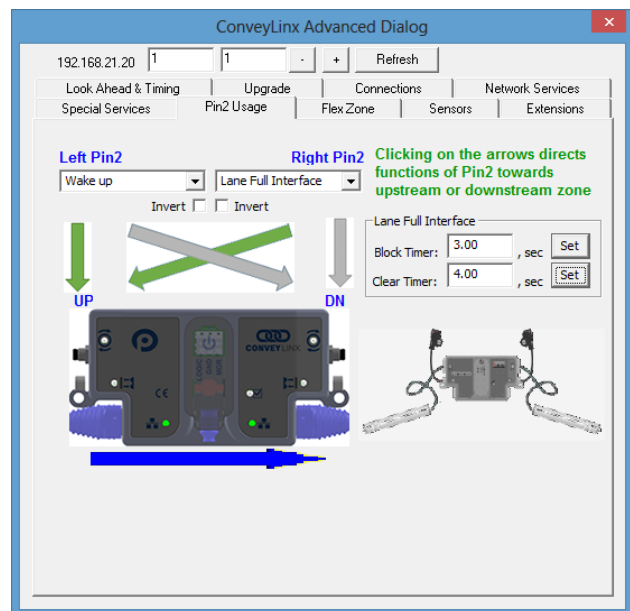 ConveyLinx Advanced Dialog
×
192.168.21.20 1 1 - + Refresh
Look Ahead & Timing Upgrade Connections Network Services
Special Services Pin2 Usage Flex Zone Sensors Extensions
Left Pin2 Right Pin2
Wake up Lane Full Interface
Invert Invert
Clicking on the arrows directs
functions of Pin2 towards
upstream or downstream zone
Lane Full Interface
Block Timer: 3.00 , sec Set
Clear Timer: 4.00 , sec Set
UP DN
CONVEYLINX
LOGIC
GND
MDR
CE